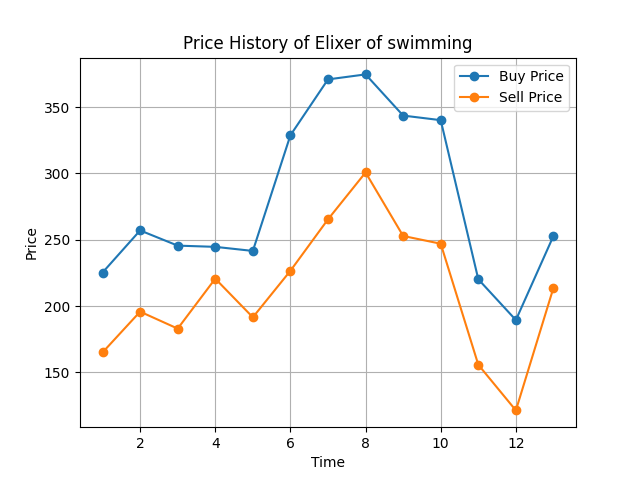 Price History of Elixer of swimming
Buy Price
Sell Price
Price
350
300
250
200
150
2 4 6 8 10 12
Time